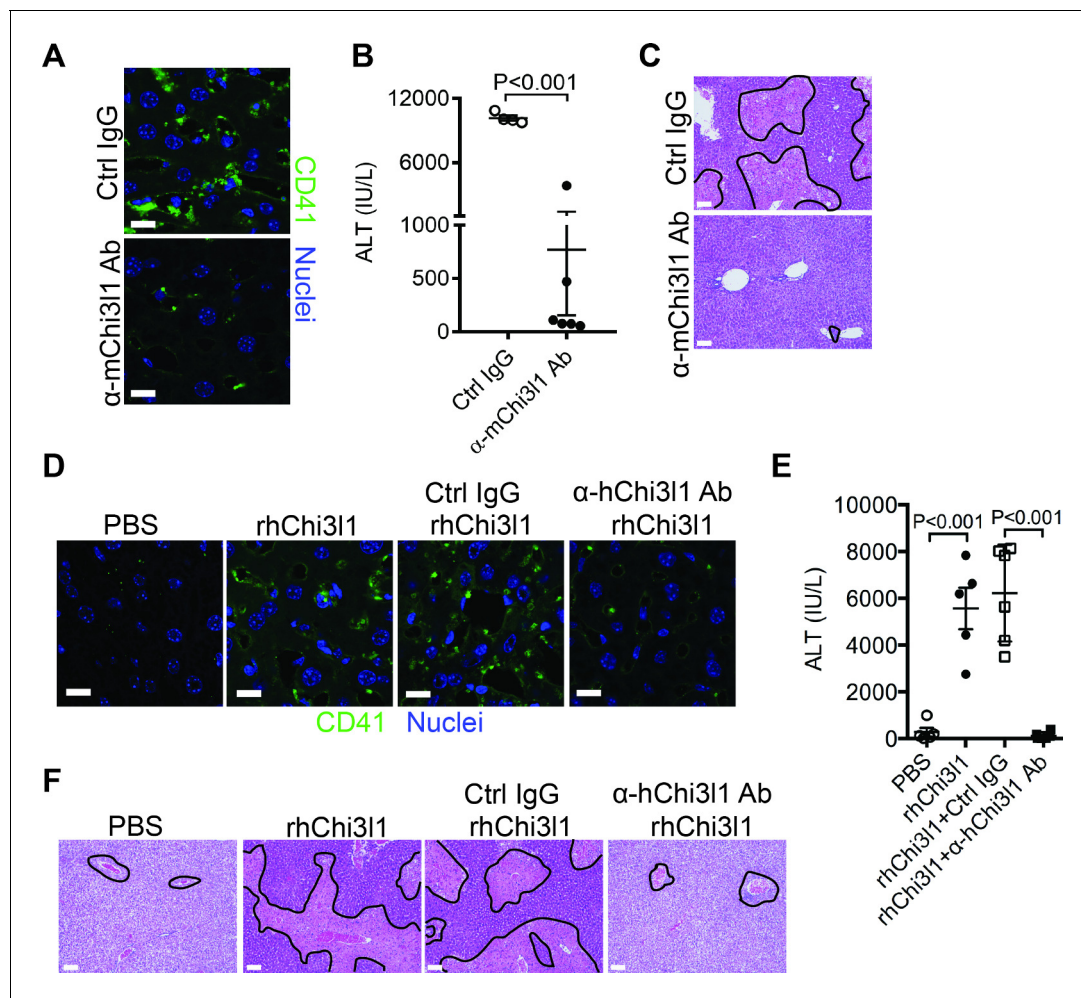 A
Ctrl IgG
α-mChi3l1 Ab
CD41 Nuclei
B
P<0.001
12000
6000
1000
500
0
ALT (IU/L)
Ctrl IgG
α-mChi3l1 Ab
C
Ctrl IgG
α-mChi3l1 Ab
D
PBS
rhChi3l1
Ctrl IgG
rhChi3l1
α-hChi3l1 Ab
rhChi3l1
CD41 Nuclei
E
10000
8000
6000
4000
2000
0
ALT (IU/L)
P<0.001
P<0.001
PBS
rhChi3l1
rhChi3l1+Ctrl IgG
rhChi3l1+α-hChi3l1 Ab
F
PBS
rhChi3l1
Ctrl IgG
rhChi3l1
α-hChi3l1 Ab
rhChi3l1